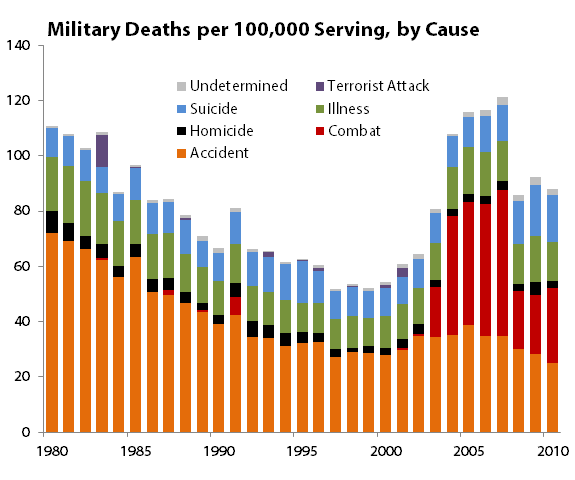 Military Deaths per 100,000 Serving, by Cause
140
120
100
80
60
40
20
0
Undetermined Terrorist Attack
Suicide Illness
Homicide Combat
Accident
1980 1985 1990 1995 2000 2005 2010